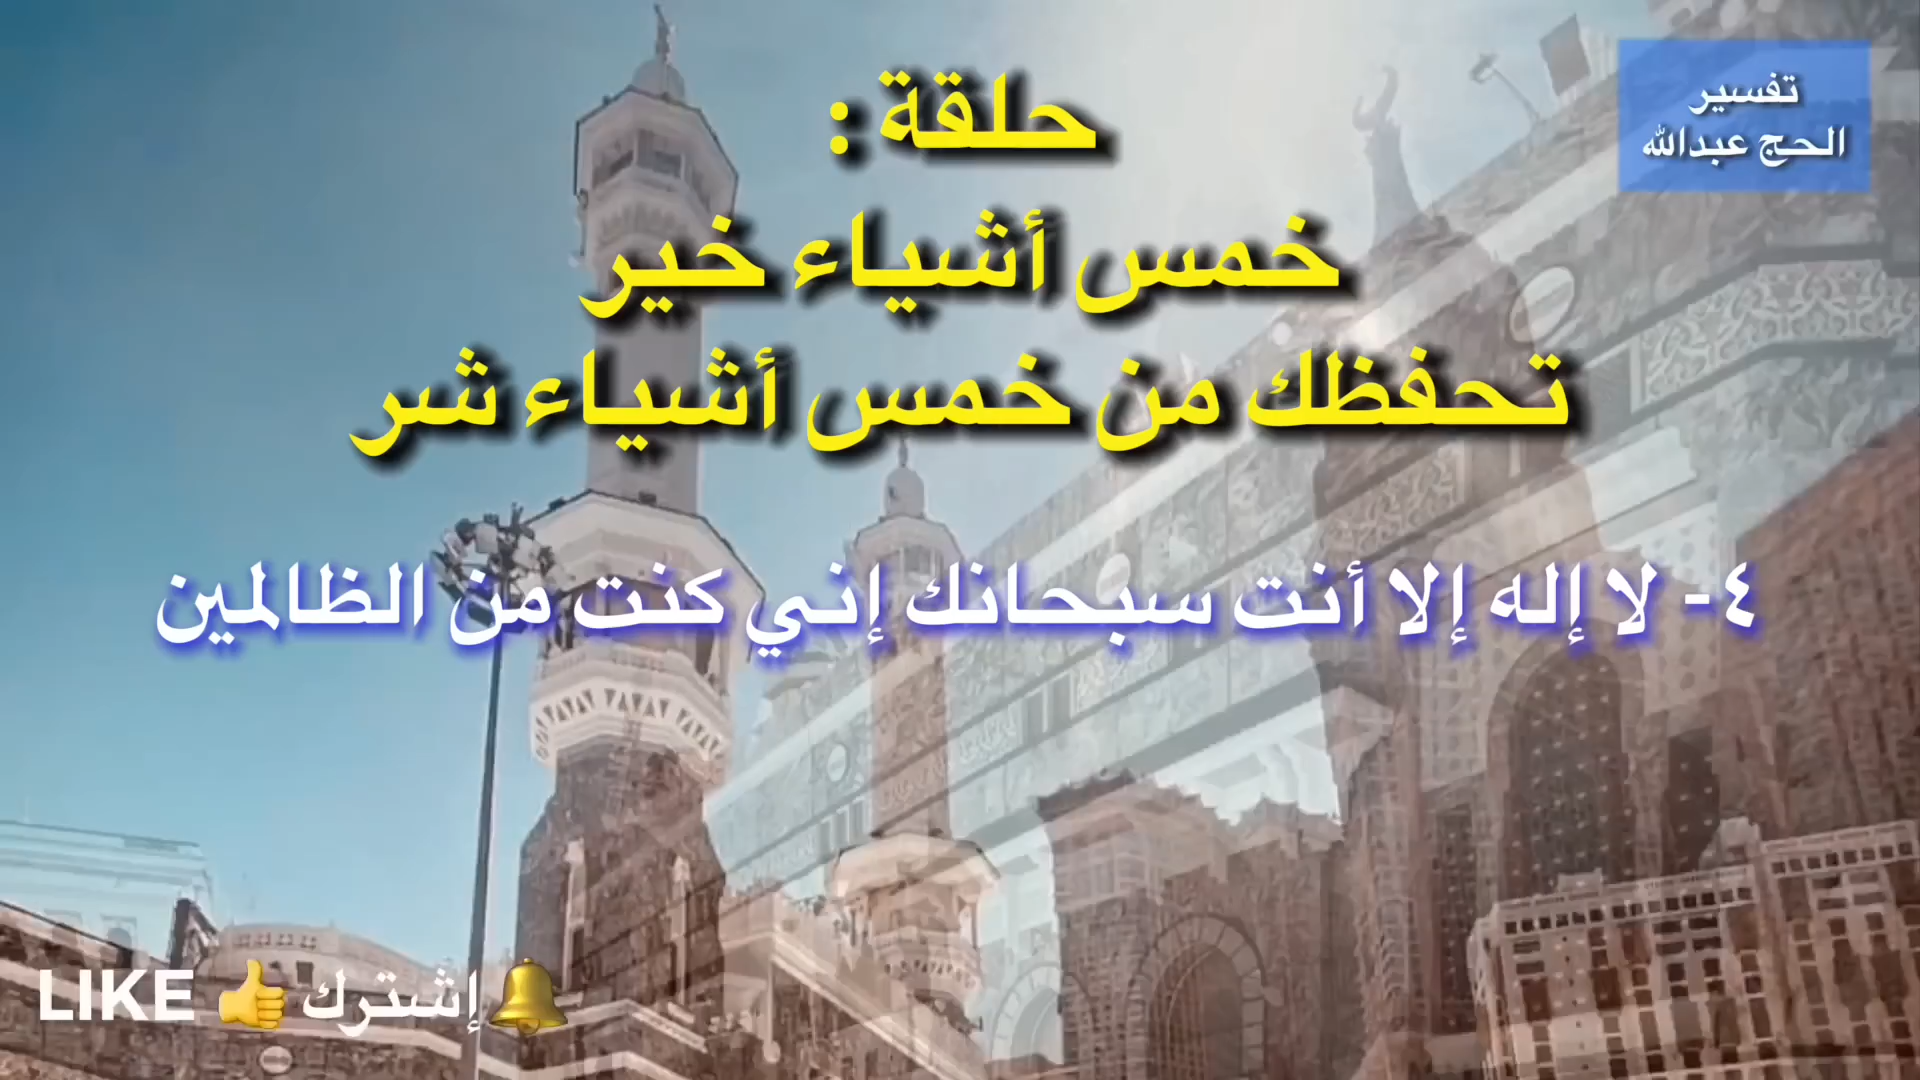 تفسير
الحج عبدالله
حلقة :
خمس أشياء خير
تحفظك من خمس أشياء شر
٤- لا إله إلا أنت سبحانك إني كنت من الظالمين
LIKE 👍 إشترك 🔔